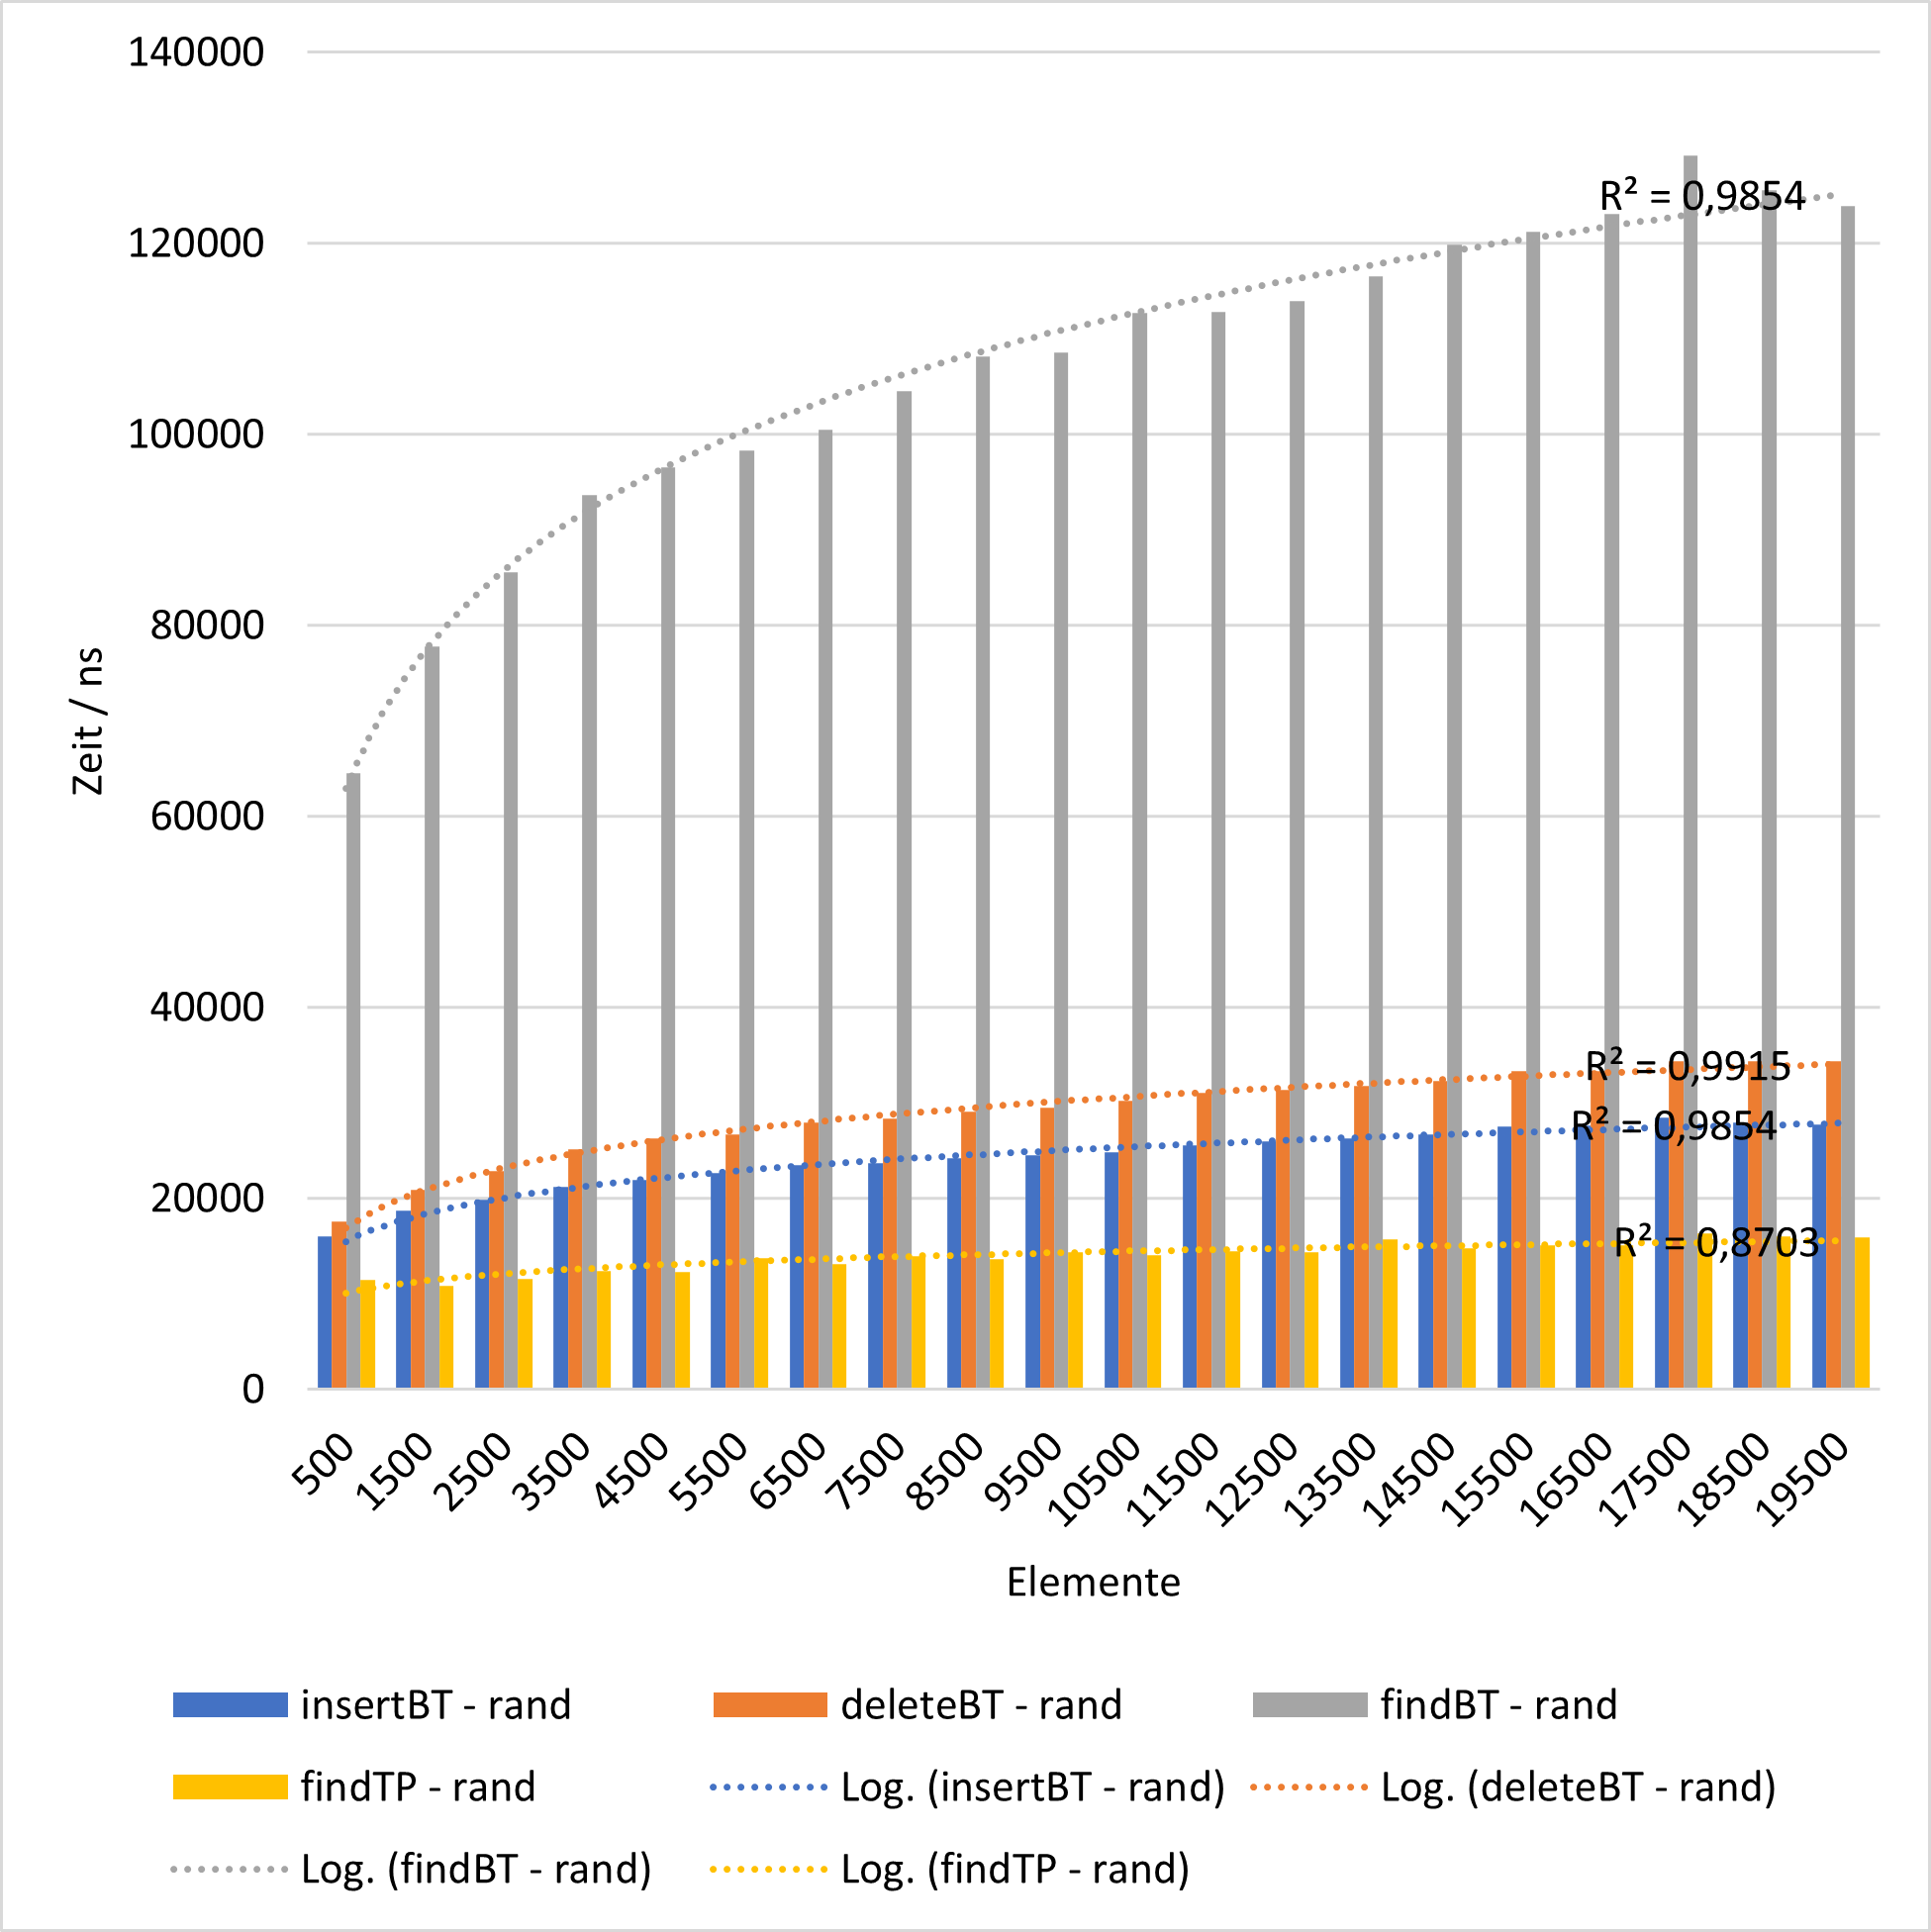 140000
120000
100000
80000
60000
40000
20000
0
Zeit / ns
R² = 0,9854
R² = 0,9915
R² = 0,9854
R² = 0,8703
500 1500 2500 3500 4500 5500 6500 7500 8500 9500 10500 11500 12500 13500 14500 15500 16500 17500 18500 19500
Elemente
insertBT - rand deleteBT - rand findBT - rand
findTP - rand Log. (insertBT - rand) Log. (deleteBT - rand)
Log. (findBT - rand) Log. (findTP - rand)